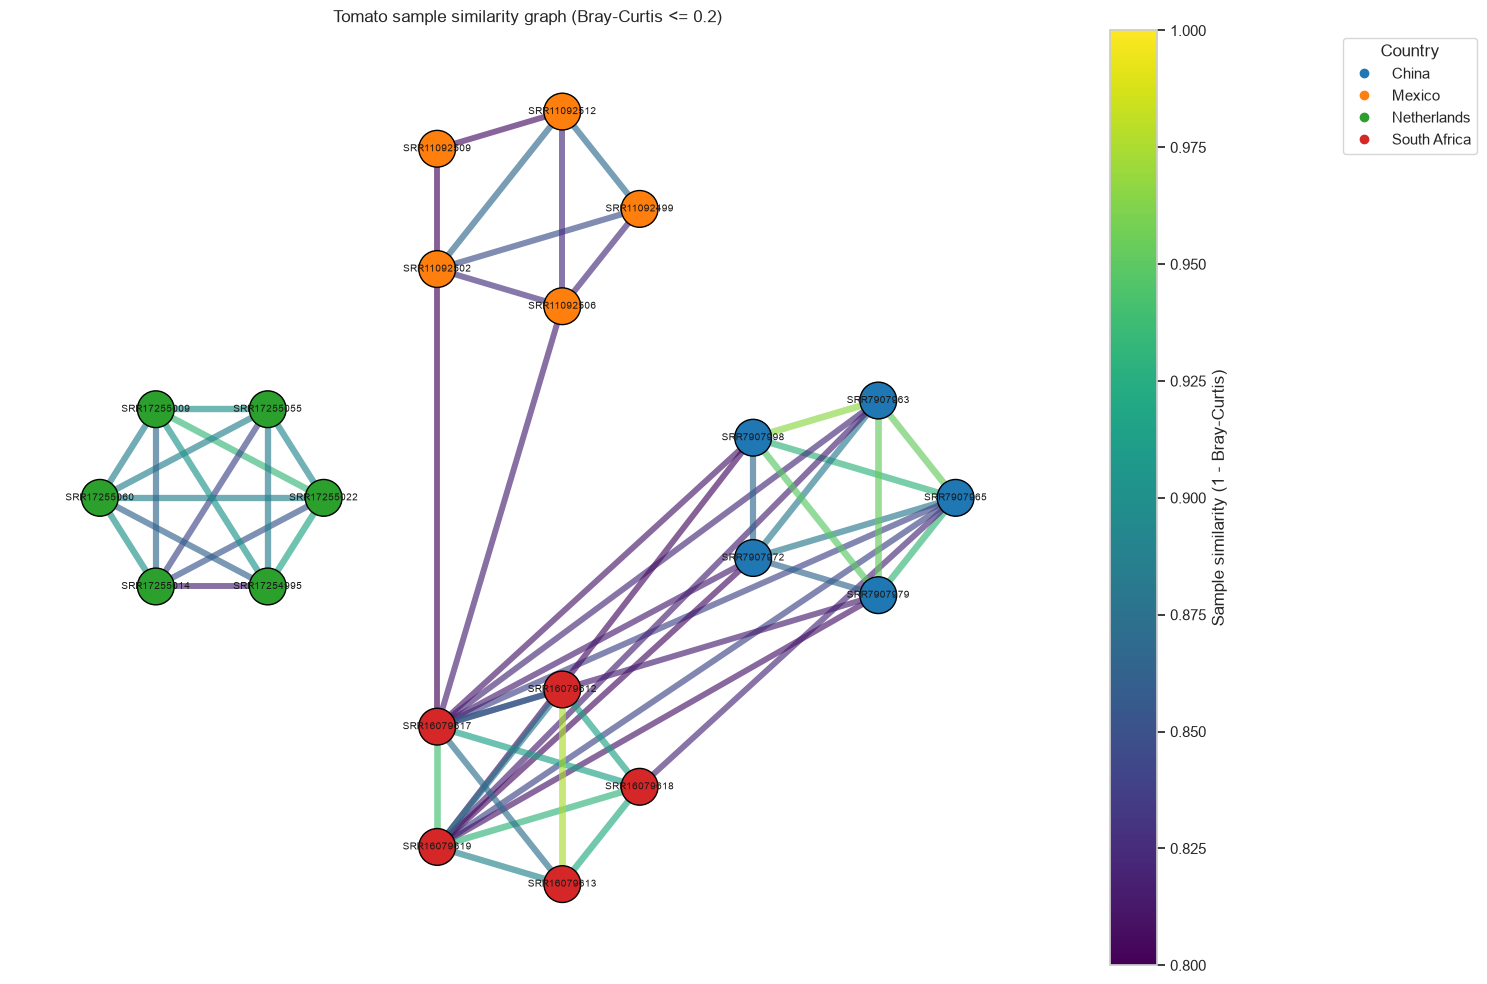 Tomato sample similarity graph (Bray-Curtis <= 0.2)
SRR11092512
SRR11092509
SRR11092499
SRR11092502
SRR11092506
SRR17255009
SRR17255055
SRR17255060
SRR17255022
SRR17255014
SRR17254995
SRR7907963
SRR7907998
SRR7907965
SRR7907972
SRR7907979
SRR16079612
SRR16079617
SRR16079618
SRR16079619
SRR16079613
1.000
0.975
0.950
0.925
0.900
0.875
0.850
0.825
0.800
Sample similarity (1 - Bray-Curtis)
Country
China
Mexico
Netherlands
South Africa